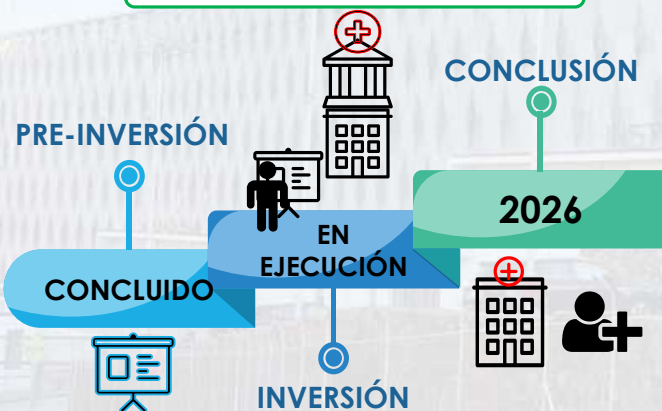 PRE-INVERSIÓN
CONCLUIDO
EN
EJECUCIÓN
INVERSIÓN
CONCLUSIÓN
2026